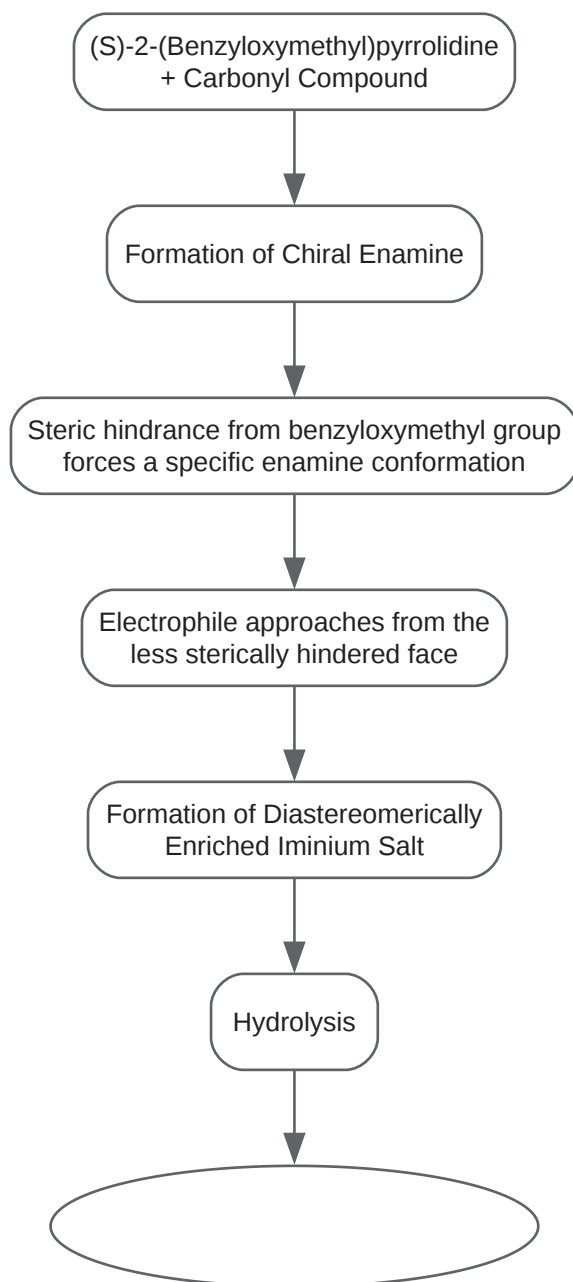 (S)-2-(Benzyloxymethyl)pyrrolidine
+ Carbonyl Compound
Formation of Chiral Enamine
Steric hindrance from benzyloxymethyl group
forces a specific enamine conformation
Electrophile approaches from the
less sterically hindered face
Formation of Diastereomerically
Enriched Iminium Salt
Hydrolysis